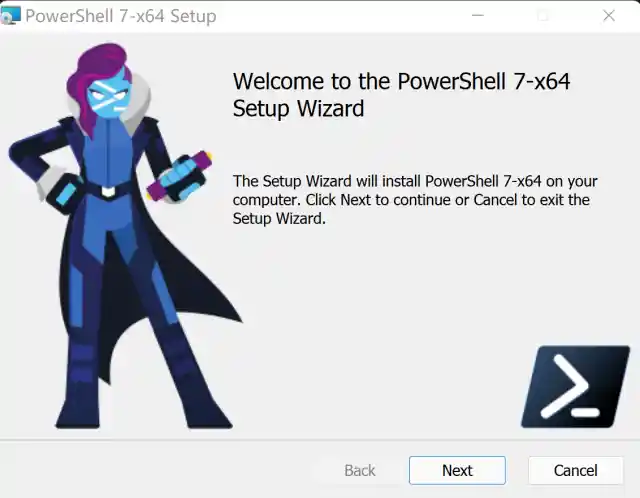 PowerShell 7-x64 Setup
Welcome to the PowerShell 7-x64
Setup Wizard
The Setup Wizard will install PowerShell 7-x64 on your
computer. Click Next to continue or Cancel to exit the
Setup Wizard.
Back
Next
Cancel